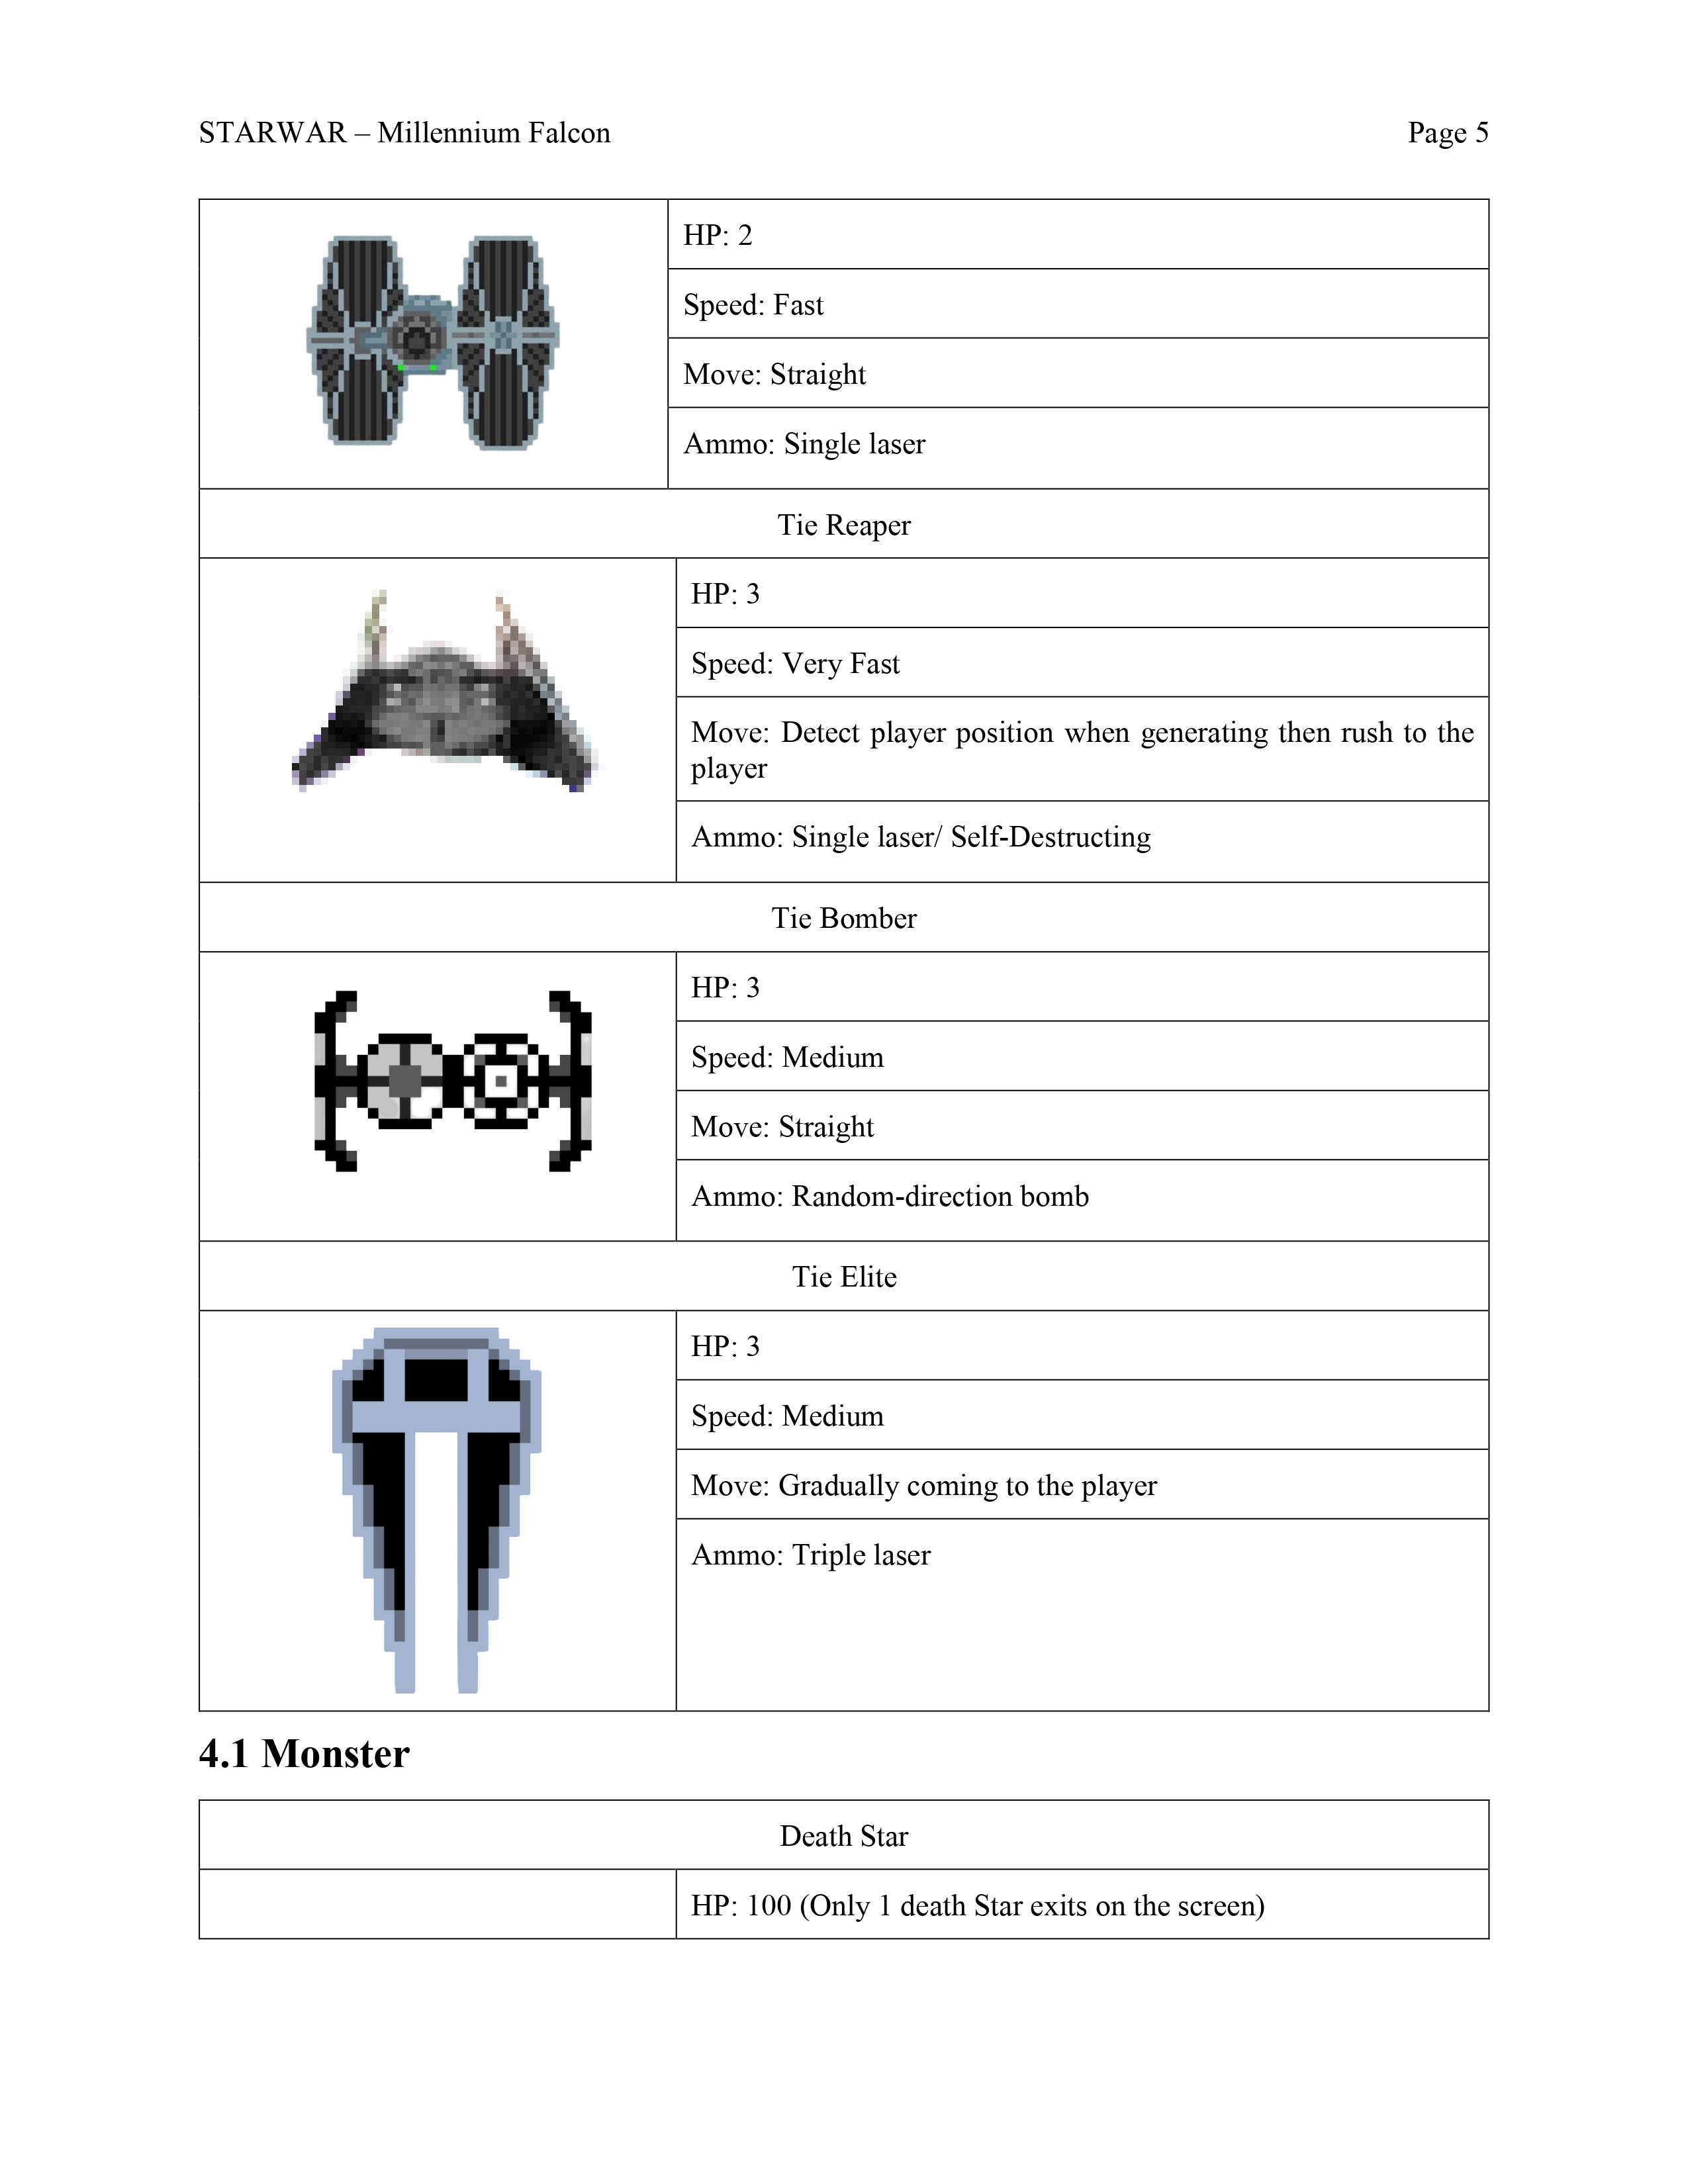 STARWAR – Millennium Falcon
Page 5
HP: 2
Speed: Fast
Move: Straight
Ammo: Single laser
Tie Reaper
HP: 3
Speed: Very Fast
Move: Detect player position when generating then rush to the
player
Ammo: Single laser/ Self-Destructing
Tie Bomber
HP: 3
Speed: Medium
Move: Straight
Ammo: Random-direction bomb
Tie Elite
HP: 3
Speed: Medium
Move: Gradually coming to the player
Ammo: Triple laser
4.1 Monster
Death Star
HP: 100 (Only 1 death Star exits on the screen)